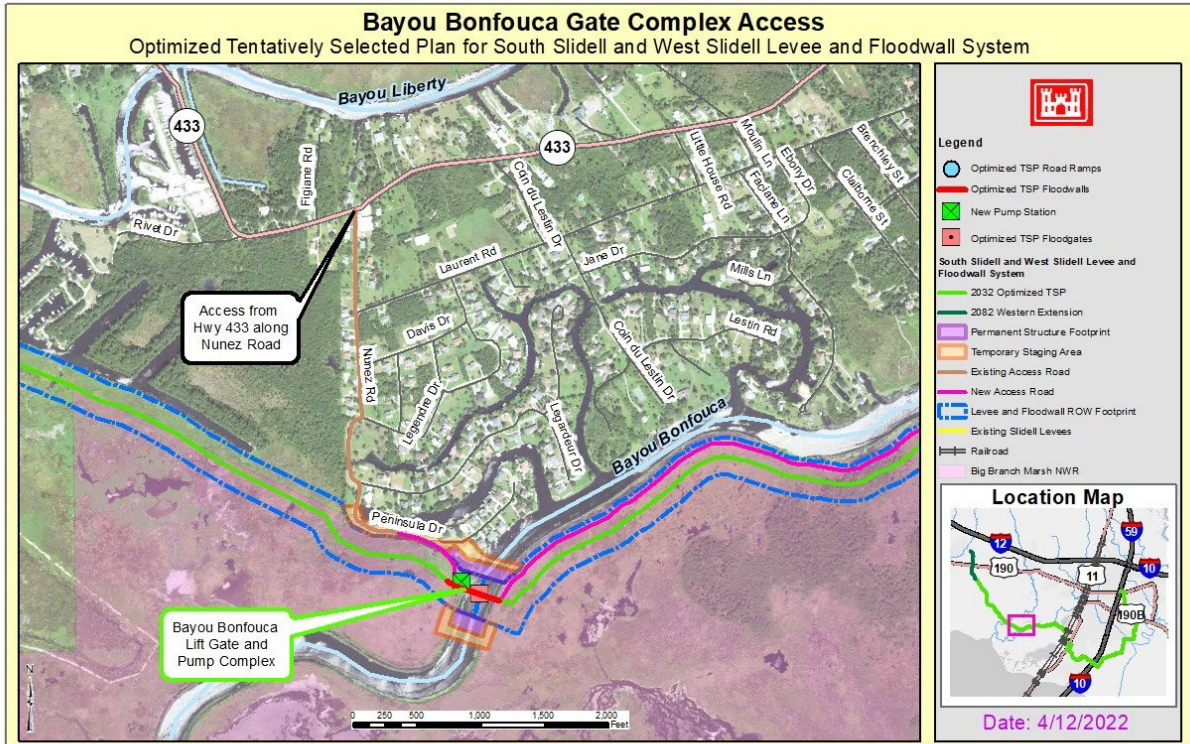 Bayou Bonfouca Gate Complex Access
Optimized Tentatively Selected Plan for South Slidell and West Slidell Levee and Floodwall System
Bayou Liberty
433
433
Figiane Rd
Rivet Dr
Coin du Lestin Dr
Little House Rd
Moulin Ln
Faclane Ln
Ebony Dr
Brenchley St
Claiborne St
Laurent Rd
Jane Dr
Mills Ln
Access from
Hwy 433 along
Nunez Road
Davis Dr
Lestin Rd
Coin du Lestin Dr
Nunez Rd
Legendre Dr
Legardeur Dr
Bayou Bonfouca
Peninsula Dr
Bayou Bonfouca
Lift Gate and
Pump Complex
N
0 250 500 1,000 1,500 2,000
Feet
Legend
Optimized TSP Road Ramps
Optimized TSP Floodwalls
New Pump Station
Optimized TSP Floodgates
South Slidell and West Slidell Levee and
Floodwall System
2032 Optimized TSP
2082 Western Extension
Permanent Structure Footprint
Temporary Staging Area
Existing Access Road
New Access Road
Levee and Floodwall ROW Footprint
Existing Slidell Levees
Railroad
Big Branch Marsh NWR
Location Map
59
12
190
11
10
190B
10
Date: 4/12/2022